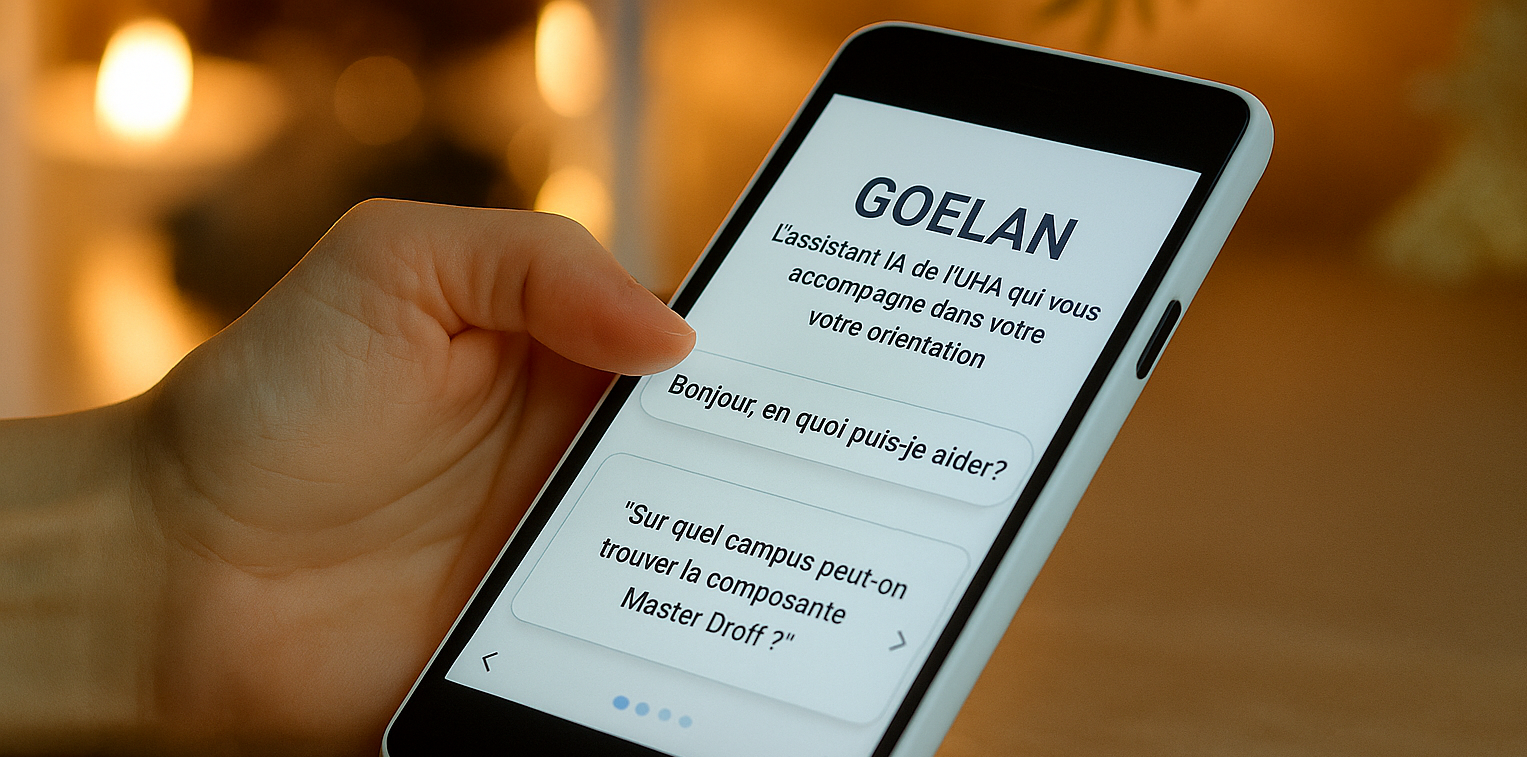 GOELAN
L"assistant IA de l'UHA qui vous
accompagne dans votre
votre orientation
Bonjour, en quoi puis-je aider?
"Sur quel campus peut-on
trouver la composante
Master Droff ?"